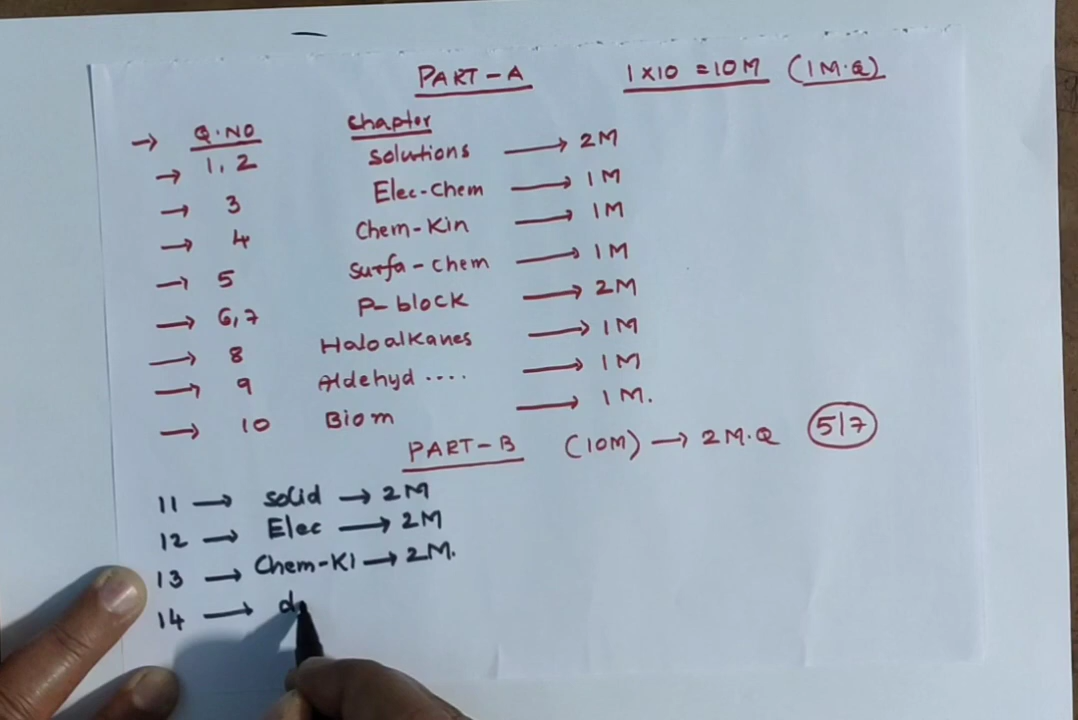 PART-A 1×10=10M (1M.Q)
→ Q.NO Chapter
→ 1,2 Solutions → 2M
→ 3 Elec-Chem → 1M
→ 4 Chem-Kin → 1M
→ 5 Surfa-chem → 1M
→ 6,7 P-block → 2M
→ 8 Haloalkanes → 1M
→ 9 Aldehyd .... → 1M
→ 10 Biom → 1M.
PART-B (10M) → 2M.Q 5/7
11 → Solid → 2M
12 → Elec → 2M
13 → Chem-Ki → 2M.
14 → d